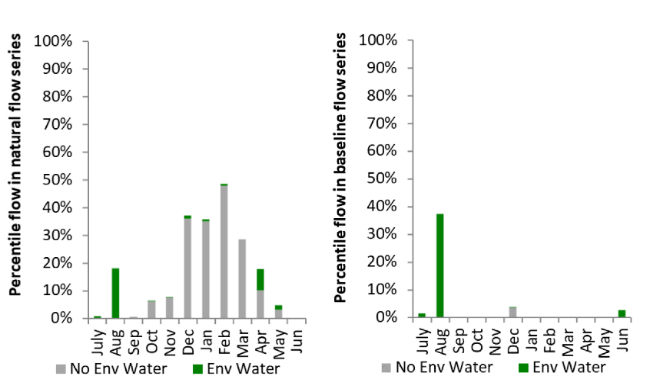 Percentile flow in natural flow series
100%
90%
80%
70%
60%
50%
40%
30%
20%
10%
0%
July
Aug
Sep
Oct
Nov
Dec
Jan
Feb
Mar
Apr
May
Jun
No Env Water
Env Water
Percentile flow in baseline flow series
100%
90%
80%
70%
60%
50%
40%
30%
20%
10%
0%
July
Aug
Sep
Oct
Nov
Dec
Jan
Feb
Mar
Apr
May
Jun
No Env Water
Env Water